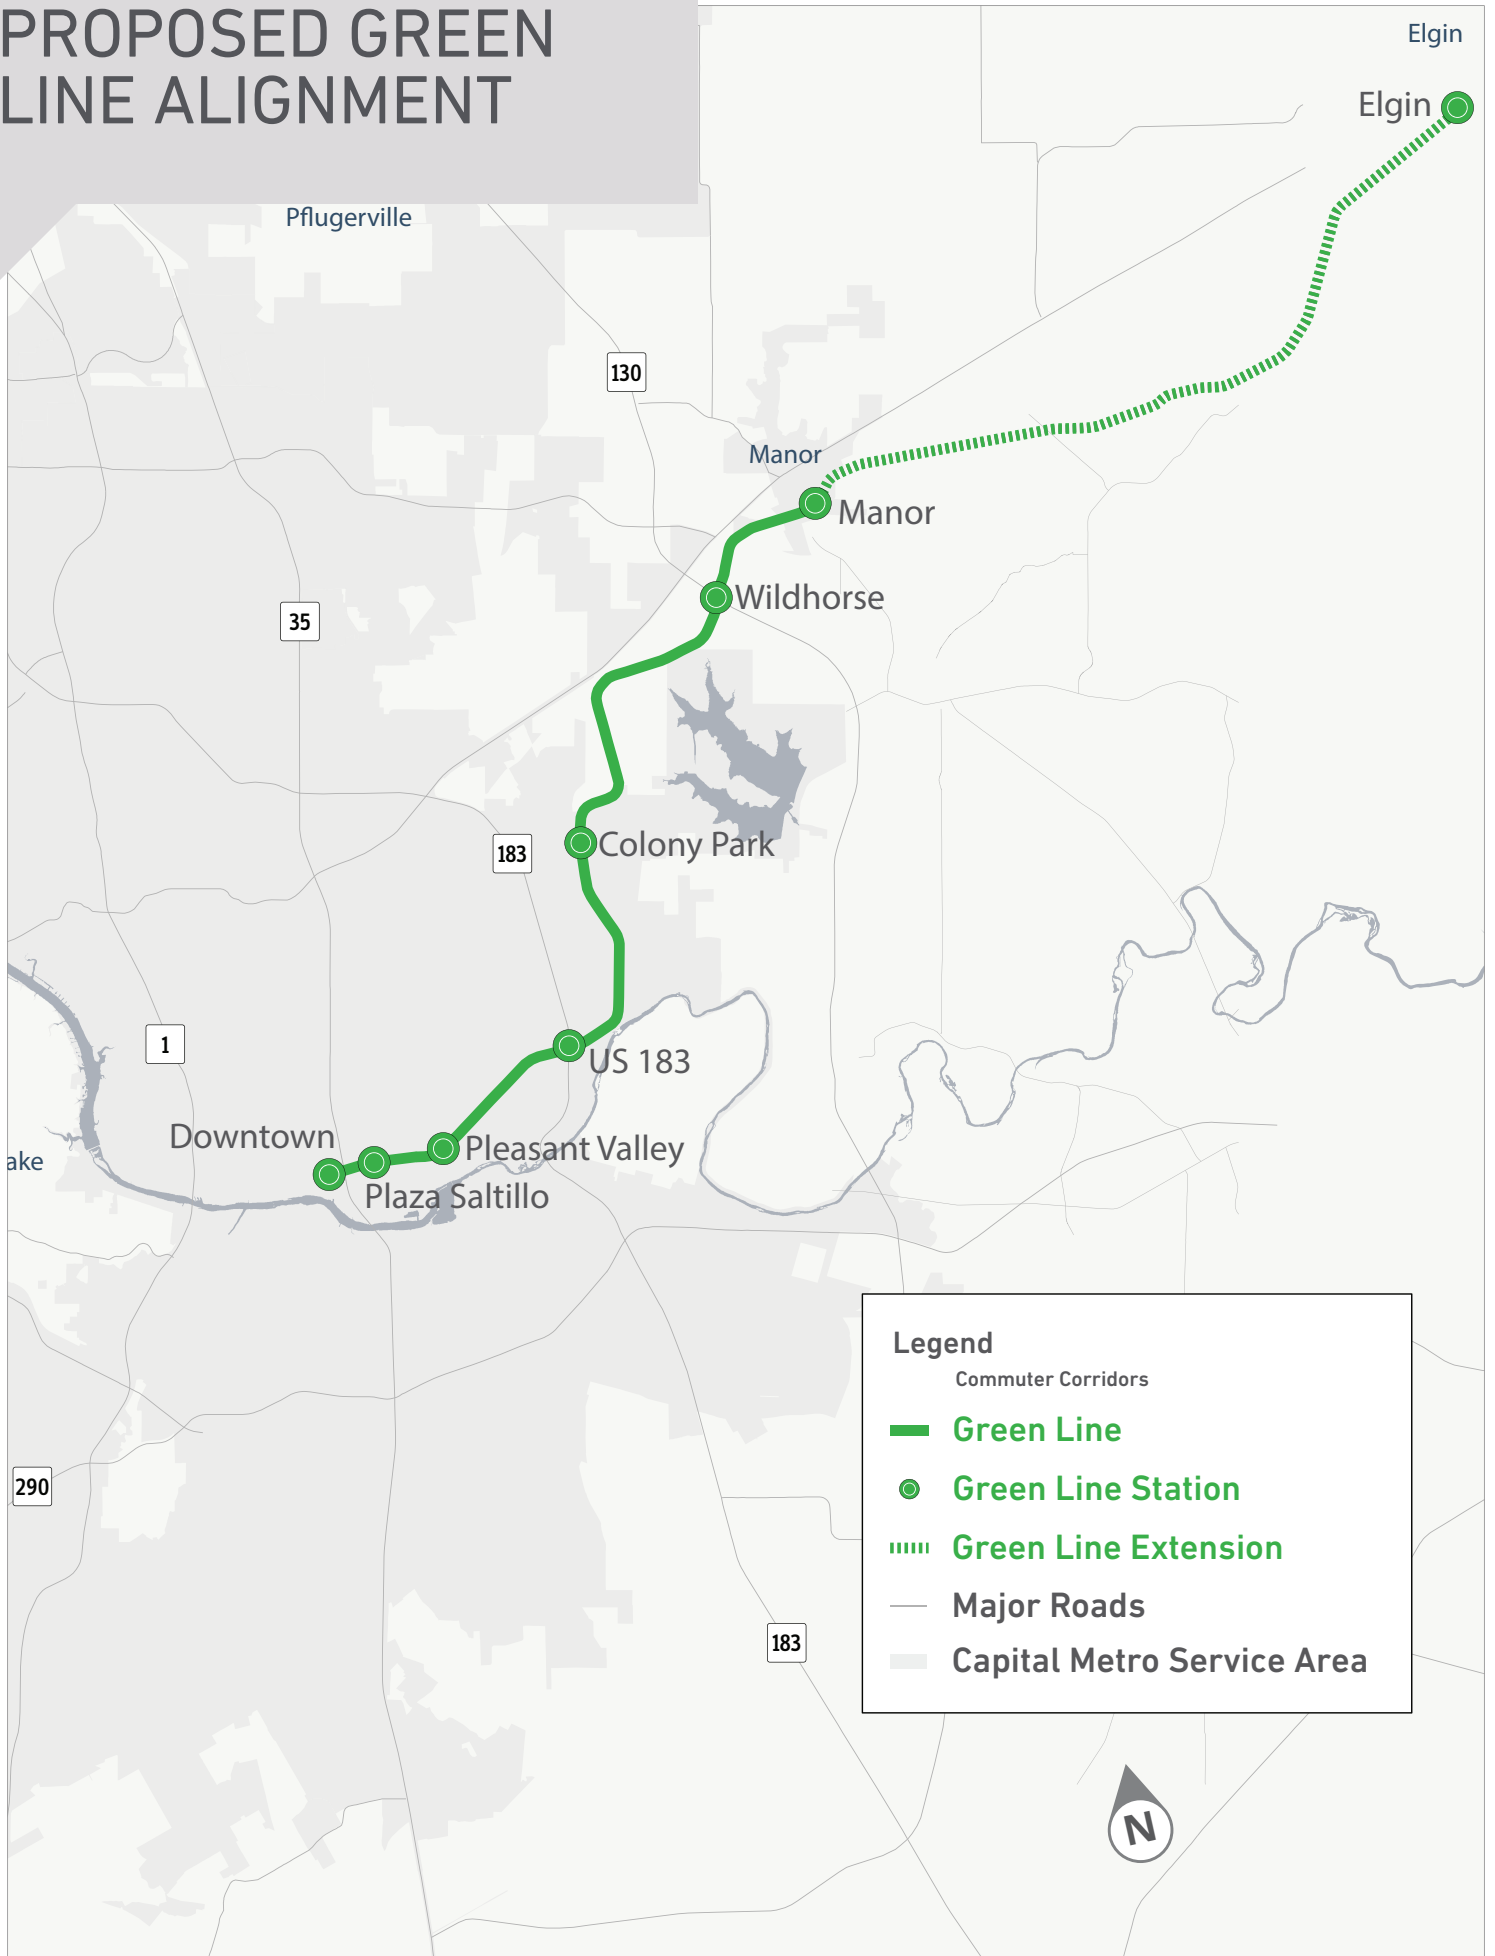 PROPOSED GREEN
LINE ALIGNMENT
Elgin
Elgin
Pflugerville
130
Manor
Manor
Wildhorse
35
Colony Park
183
1
US 183
Downtown
Pleasant Valley
ake
Plaza Saltillo
Legend
Commuter Corridors
Green Line
Green Line Station
Green Line Extension
Major Roads
Capital Metro Service Area
290
183
N